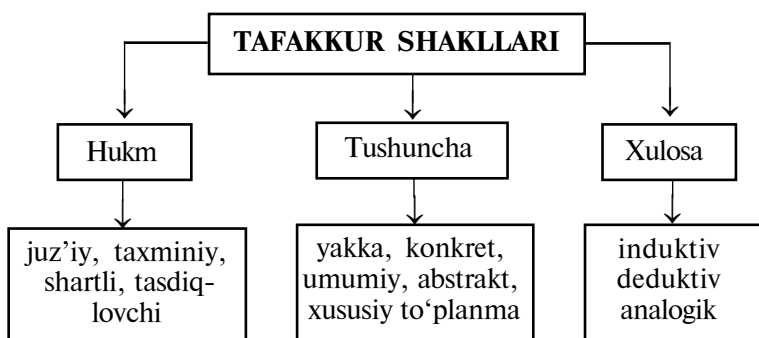 TAFAKKUR SHAKLLARI
Hukm
Tushuncha
Xulosa
juz’iy, taxminiy,
shartli, tasdiq-
lovchi
yakka, konkret,
umumiy, abstrakt,
xususiy to‘planma
induktiv
deduktiv
analogik